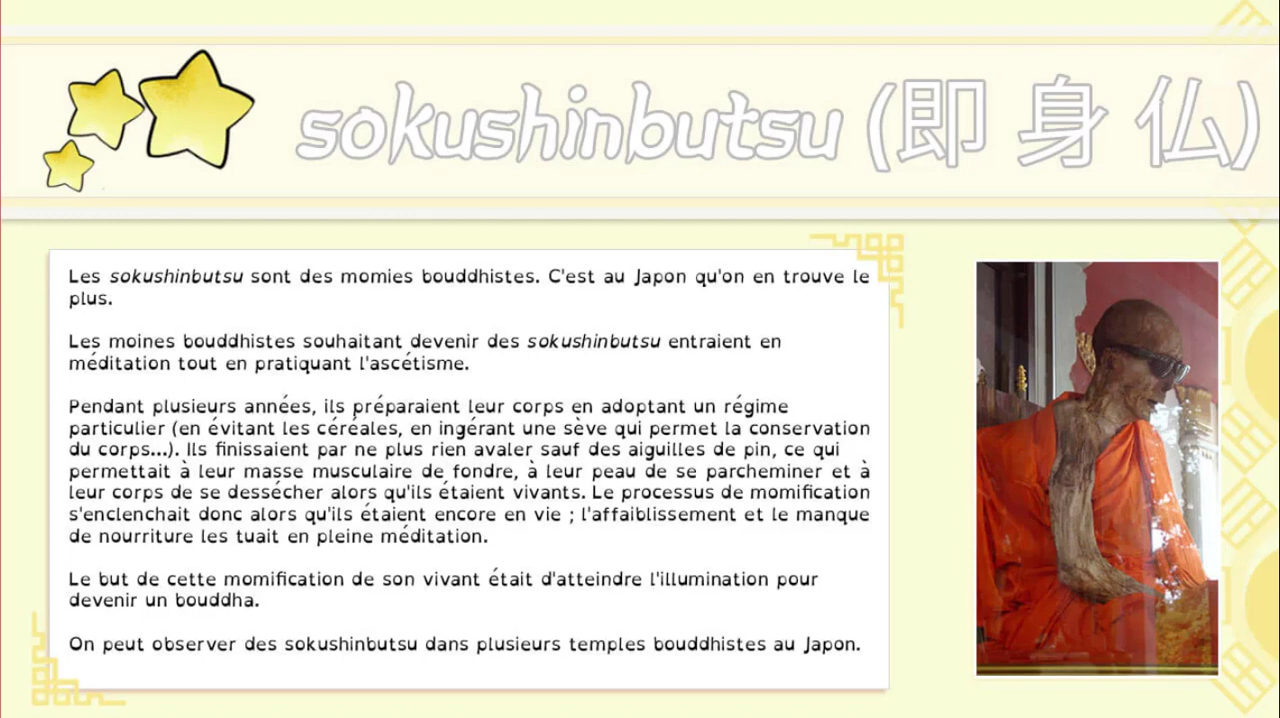 sokushinbutsu (即身仏)
Les sokushinbutsu sont des momies bouddhistes. C'est au Japon qu'on en trouve le
plus.
Les moines bouddhistes souhaitant devenir des sokushinbutsu entraient en
méditation tout en pratiquant l'ascétisme.
Pendant plusieurs années, ils préparaient leur corps en adoptant un régime
particulier (en évitant les céréales, en ingérant une sève qui permet la conservation
du corps...). Ils finissaient par ne plus rien avaler sauf des aiguilles de pin, ce qui
permettait à leur masse musculaire de fondre, à leur peau de se parcheminer et à
leur corps de se dessécher alors qu'ils étaient vivants. Le processus de momification
s'enclenchait donc alors qu'ils étaient encore en vie ; l'affaiblissement et le manque
de nourriture les tuait en pleine méditation.
Le but de cette momification de son vivant était d'atteindre l'illumination pour
devenir un bouddha.
On peut observer des sokushinbutsu dans plusieurs temples bouddhistes au Japon.